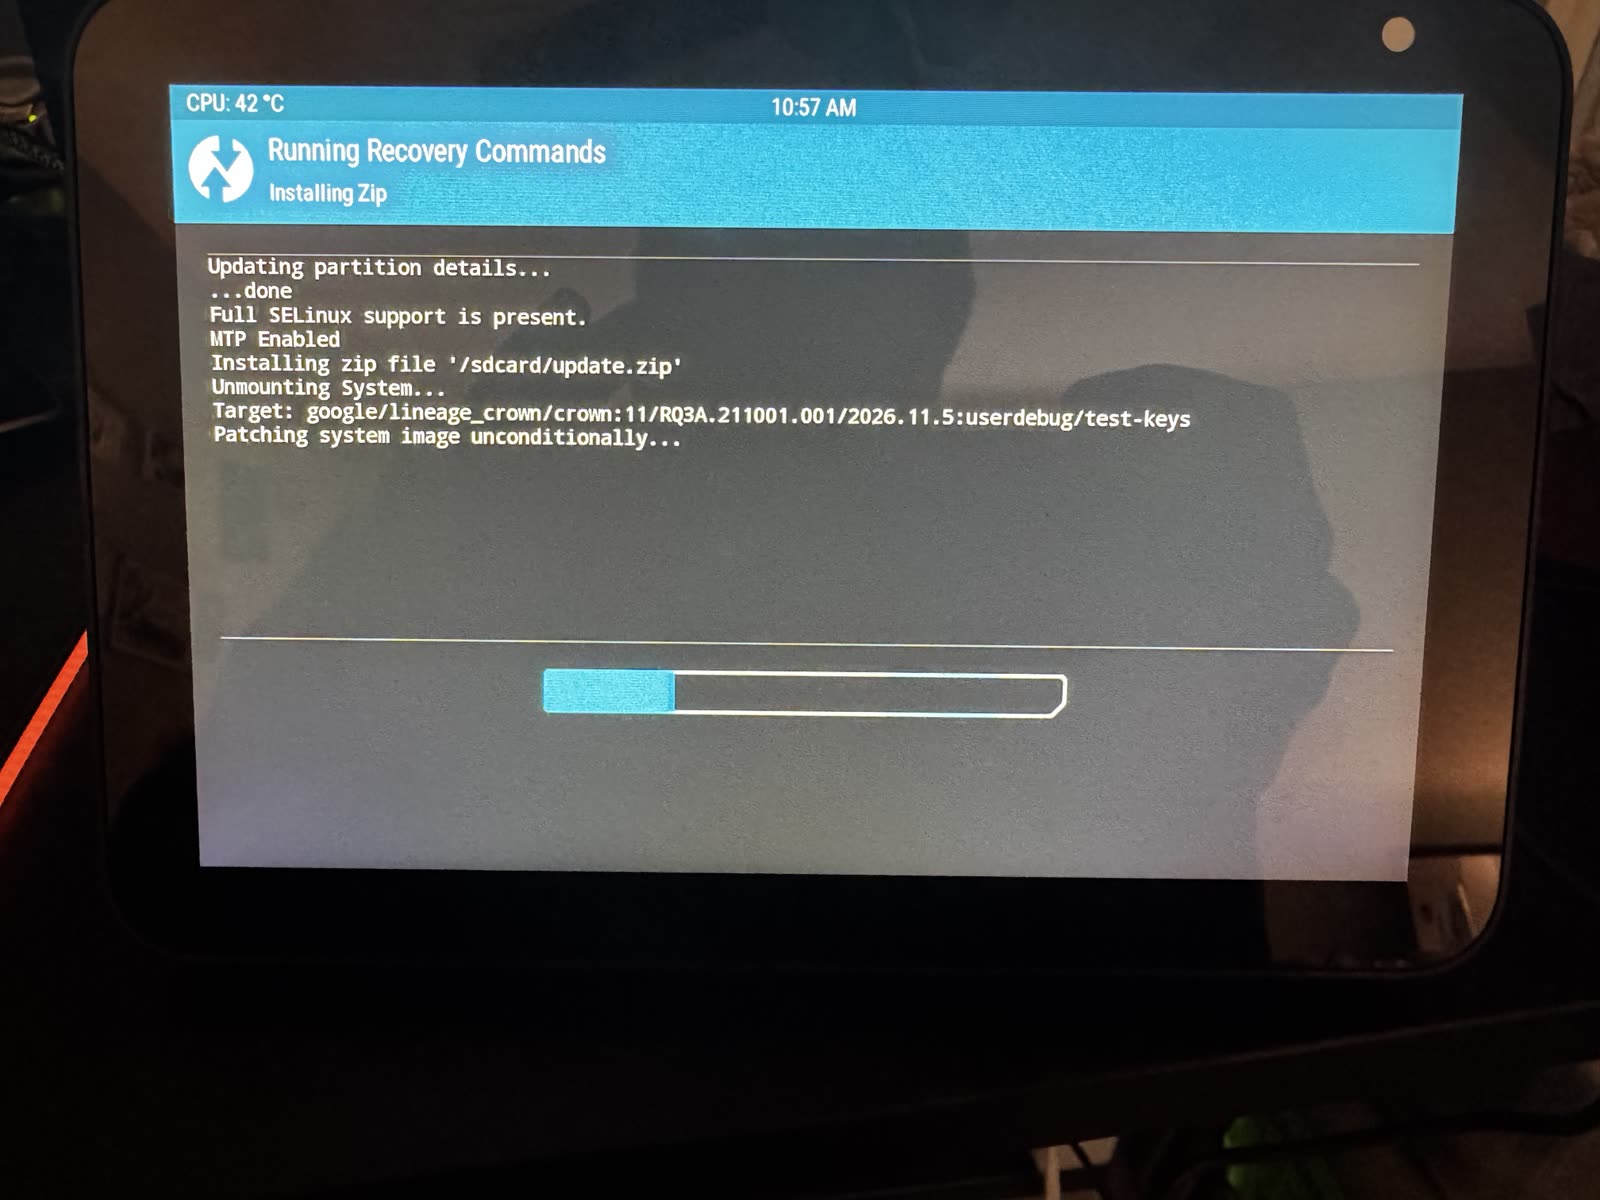 CPU: 42 °C
10:57 AM
Running Recovery Commands
Installing Zip
Updating partition details...
...done
Full SELinux support is present.
MTP Enabled
Installing zip file '/sdcard/update.zip'
Unmounting System...
Target: google/lineage_crown/crown:11/RQ3A.211001.001/2026.11.5:userdebug/test-keys
Patching system image unconditionally...